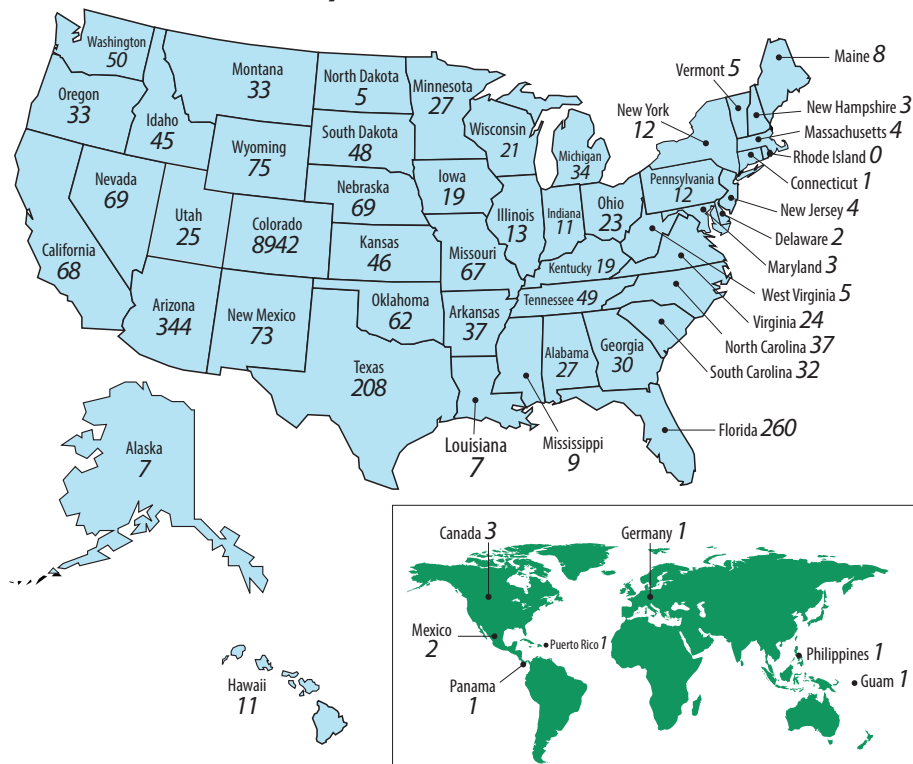 Washington
50
Oregon
33
Idaho
45
Montana
33
North Dakota
5
Minnesota
27
Wisconsin
21
Michigan
34
New York
12
Vermont 5
Maine 8
New Hampshire 3
Massachusetts 4
Rhode Island 0
Connecticut 1
New Jersey 4
Delaware 2
Maryland 3
West Virginia 5
Virginia 24
North Carolina 37
South Carolina 32
Pennsylvania
12
South Dakota
48
Wyoming
75
Nevada
69
Utah
25
Colorado
8942
Nebraska
69
Iowa
19
Illinois
13
Indiana
11
Ohio
23
California
68
Kansas
46
Missouri
67
Kentucky 19
Tennessee 49
Arizona
344
New Mexico
73
Oklahoma
62
Arkansas
37
Texas
208
Louisiana
7
Mississippi
9
Alabama
27
Georgia
30
Florida 260
Alaska
7
Hawaii
11
Canada 3
Germany 1
Mexico
2
Puerto Rico 1
Panama
1
Philippines 1
Guam 1